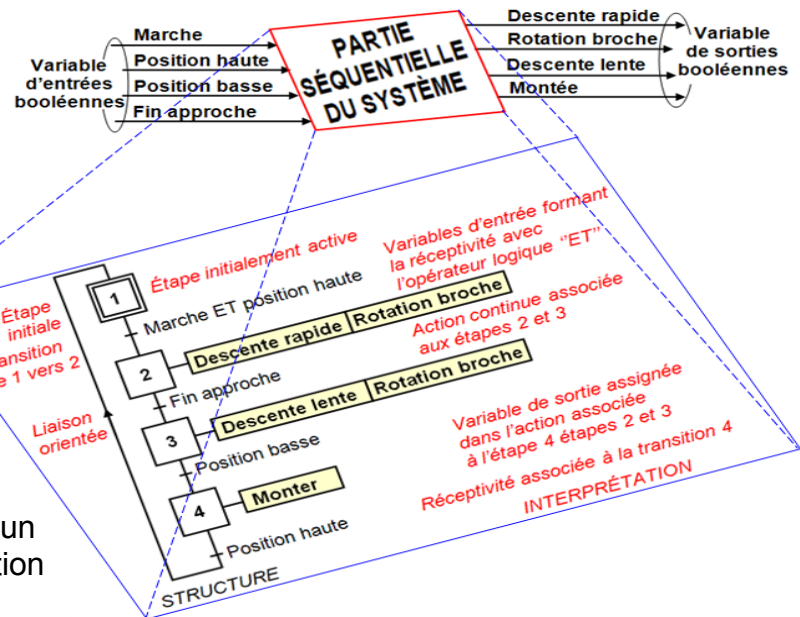 Marche
Position haute
Position basse
Fin approche
Variable
d'entrées
booléennes
PARTIE
SÉQUENTIELLE
DU SYSTÈME
Descente rapide
Rotation broche
Descente lente
Montée
Variable
de sorties
booléennes
Étape initialement active
Variables d'entrée formant
la réceptivité avec
l'opérateur logique ‘‘ET’’
Étape
initiale
1
Marche ET position haute
ansition
e 1 vers 2
2
Descente rapide Rotation broche
Action continue associée
aux étapes 2 et 3
Fin approche
Liaison
orientée
3
Descente lente Rotation broche
Position basse
Variable de sortie assignée
dans l'action associée
à l'étape 4 étapes 2 et 3
4
Monter
Réceptivité associée à la transition 4
Position haute
INTERPRÉTATION
un
tion
STRUCTURE